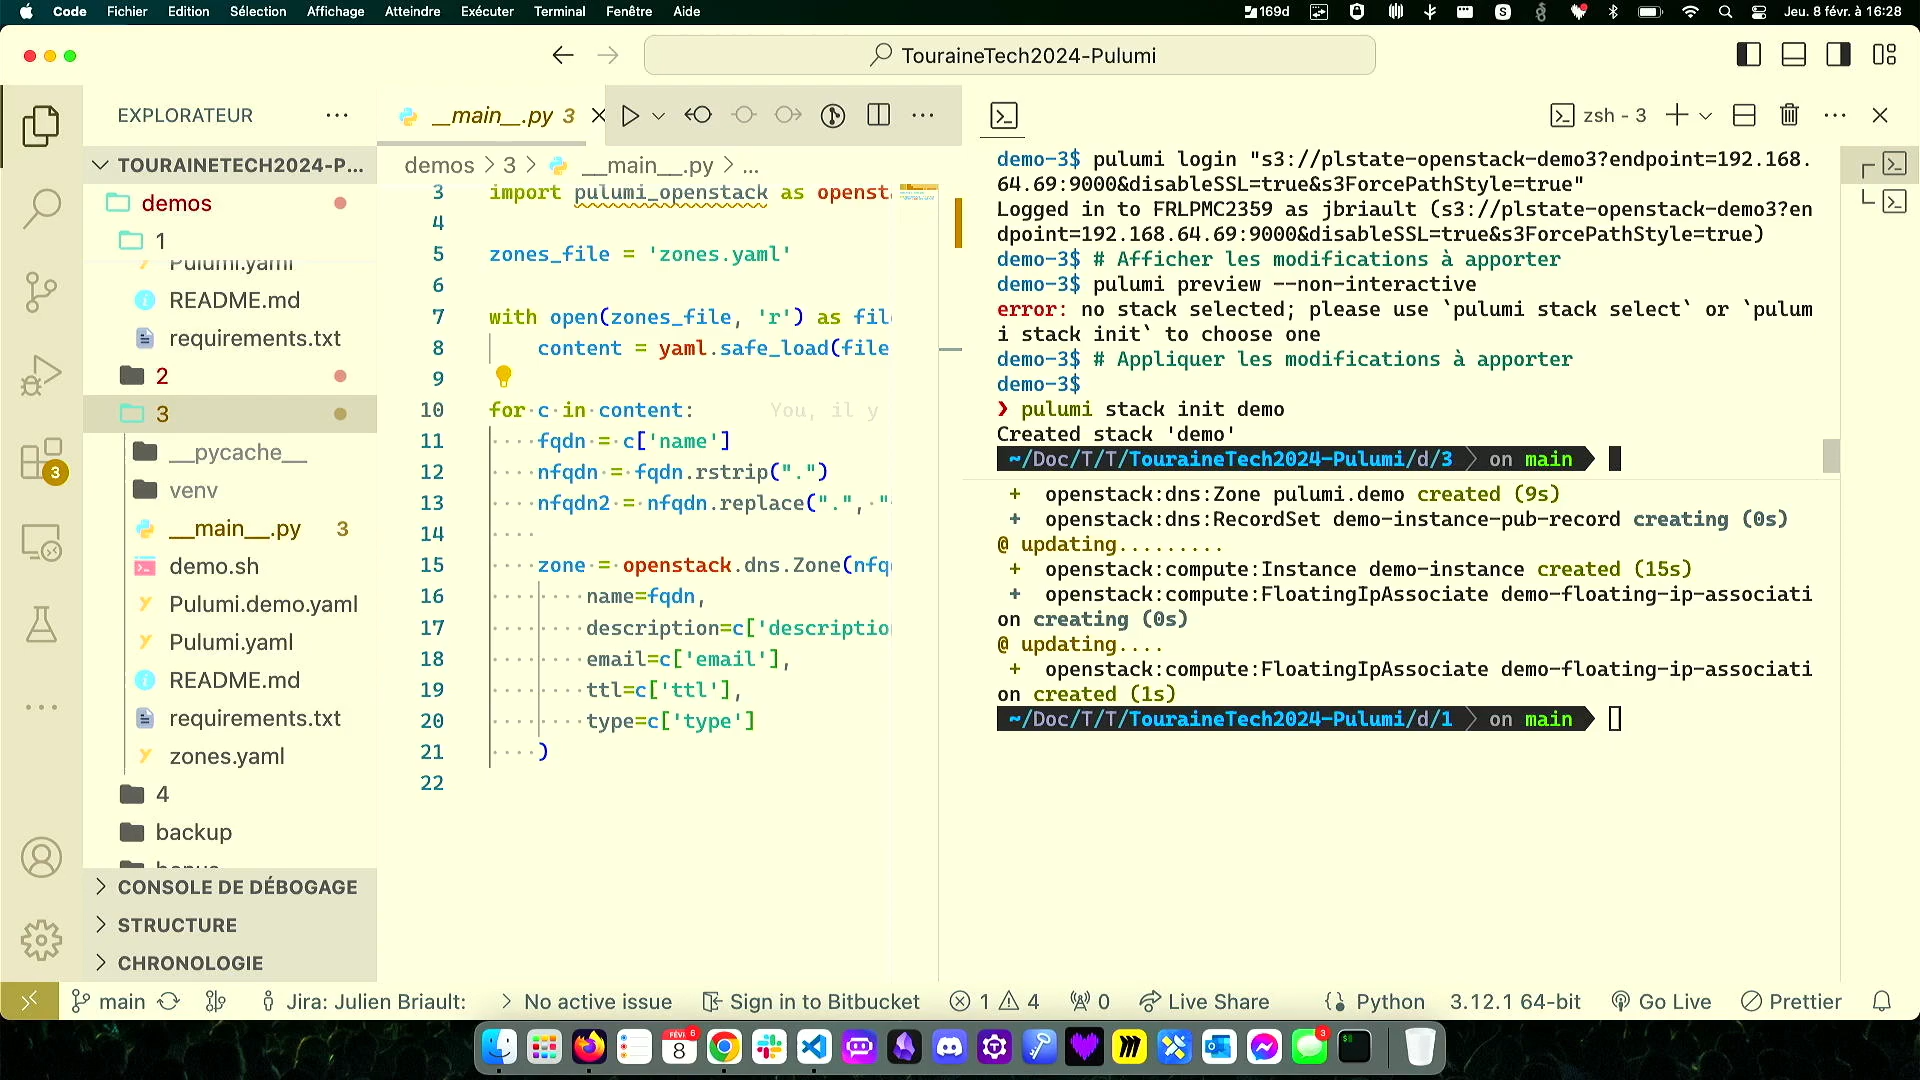 Code Fichier Edition Sélection Affichage Atteindre Exécuter Terminal Fenêtre Aide 169d Jeu. 8 févr. à 16:28
TouraineTech2024-Pulumi
EXPLORATEUR
TOURAINETECH2024-P...
demos
1
Pulumi.yaml
README.md
requirements.txt
2
3
__pycache__
venv
__main__.py 3
demo.sh
Pulumi.demo.yaml
Pulumi.yaml
README.md
requirements.txt
zones.yaml
4
backup
3
CONSOLE DE DÉBOGAGE
STRUCTURE
CHRONOLOGIE
__main__.py 3
demos > 3 > __main__.py > ...
3 import pulumi_openstack as openst
4
5 zones_file = 'zones.yaml'
6
7 with open(zones_file, 'r') as fil
8 content = yaml.safe_load(file
9
10 for c in content: You, il y
11 fqdn = c['name']
12 nfqdn = fqdn.rstrip(".")
13 nfqdn2 = nfqdn.replace(".", "
14
15 zone = openstack.dns.Zone(nfq
16 name=fqdn,
17 description=c['descriptio
18 email=c['email'],
19 ttl=c['ttl'],
20 type=c['type']
21 )
22
zsh - 3
demo-3$ pulumi login "s3://plstate-openstack-demo3?endpoint=192.168.
64.69:9000&disableSSL=true&s3ForcePathStyle=true"
Logged in to FRLPMC2359 as jbriault (s3://plstate-openstack-demo3?en
dpoint=192.168.64.69:9000&disableSSL=true&s3ForcePathStyle=true)
demo-3$ # Afficher les modifications à apporter
demo-3$ pulumi preview --non-interactive
error: no stack selected; please use `pulumi stack select` or `pulum
i stack init` to choose one
demo-3$ # Appliquer les modifications à apporter
demo-3$
❯ pulumi stack init demo
Created stack 'demo'
~/Doc/T/T/TouraineTech2024-Pulumi/d/3 on main
+ openstack:dns:Zone pulumi.demo created (9s)
+ openstack:dns:RecordSet demo-instance-pub-record creating (0s)
@ updating.........
+ openstack:compute:Instance demo-instance created (15s)
+ openstack:compute:FloatingIpAssociate demo-floating-ip-associati
on creating (0s)
@ updating....
+ openstack:compute:FloatingIpAssociate demo-floating-ip-associati
on created (1s)
~/Doc/T/T/TouraineTech2024-Pulumi/d/1 on main
main Jira: Julien Briault: > No active issue Sign in to Bitbucket 1 4 0 Live Share Python 3.12.1 64-bit Go Live Prettier
FÉVR. 8 6 3